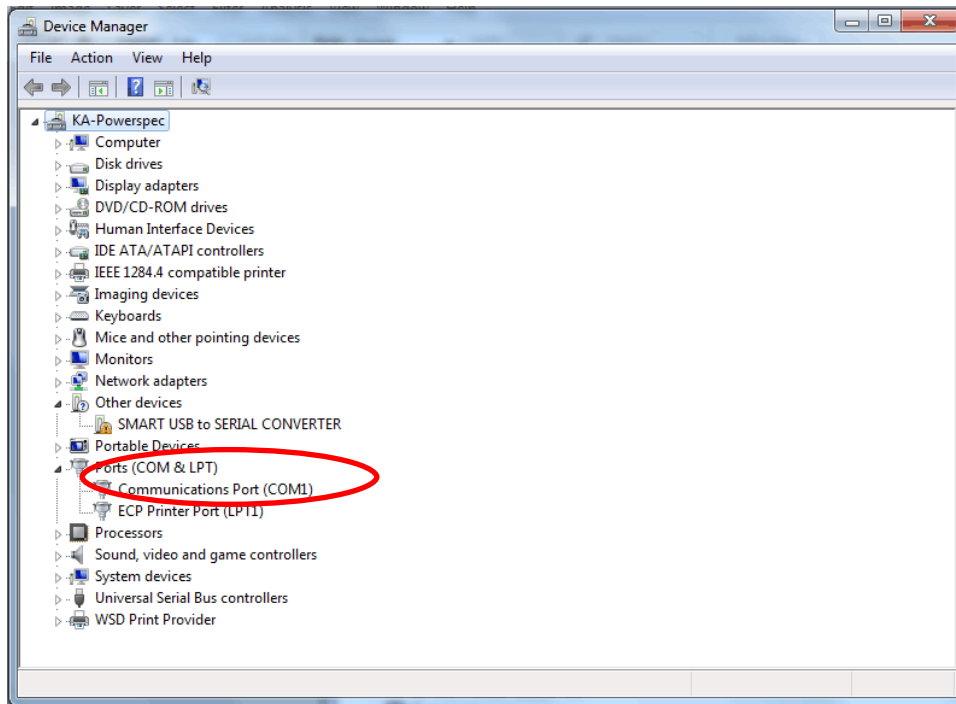 Device Manager
File Action View Help
KA-Powerspec
Computer
Disk drives
Display adapters
DVD/CD-ROM drives
Human Interface Devices
IDE ATA/ATAPI controllers
IEEE 1284.4 compatible printer
Imaging devices
Keyboards
Mice and other pointing devices
Monitors
Network adapters
Other devices
SMART USB to SERIAL CONVERTER
Portable Devices
Ports (COM & LPT)
Communications Port (COM1)
ECP Printer Port (LPT1)
Processors
Sound, video and game controllers
System devices
Universal Serial Bus controllers
WSD Print Provider